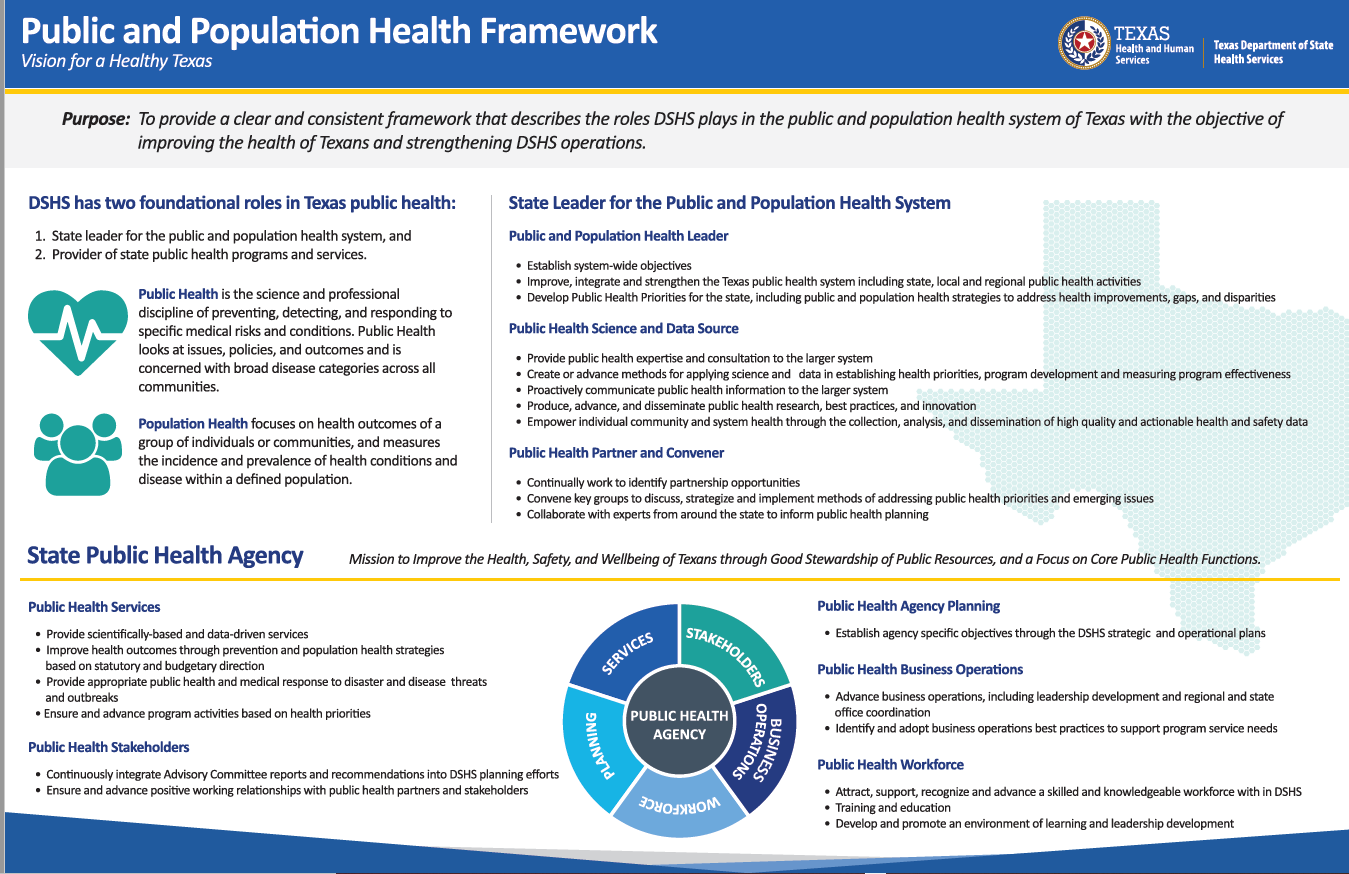 Public and Population Health Framework
Vision for a Healthy Texas
TEXAS
Health and Human
Services
Texas Department of State
Health Services
Purpose: To provide a clear and consistent framework that describes the roles DSHS plays in the public and population health system of Texas with the objective of
improving the health of Texans and strengthening DSHS operations.
DSHS has two foundational roles in Texas public health:
1. State leader for the public and population health system, and
2. Provider of state public health programs and services.
Public Health is the science and professional
discipline of preventing, detecting, and responding to
specific medical risks and conditions. Public Health
looks at issues, policies, and outcomes and is
concerned with broad disease categories across all
communities.
Population Health focuses on health outcomes of a
group of individuals or communities, and measures
the incidence and prevalence of health conditions and
disease within a defined population.
State Leader for the Public and Population Health System
Public and Population Health Leader
• Establish system-wide objectives
• Improve, integrate and strengthen the Texas public health system including state, local and regional public health activities
• Develop Public Health Priorities for the state, including public and population health strategies to address health improvements, gaps, and disparities
Public Health Science and Data Source
• Provide public health expertise and consultation to the larger system
• Create or advance methods for applying science and data in establishing health priorities, program development and measuring program effectiveness
• Proactively communicate public health information to the larger system
• Produce, advance, and disseminate public health research, best practices, and innovation
• Empower individual community and system health through the collection, analysis, and dissemination of high quality and actionable health and safety data
Public Health Partner and Convener
• Continually work to identify partnership opportunities
• Convene key groups to discuss, strategize and implement methods of addressing public health priorities and emerging issues
• Collaborate with experts from around the state to inform public health planning
State Public Health Agency
Mission to Improve the Health, Safety, and Wellbeing of Texans through Good Stewardship of Public Resources, and a Focus on Core Public Health Functions.
Public Health Services
• Provide scientifically-based and data-driven services
• Improve health outcomes through prevention and population health strategies
based on statutory and budgetary direction
• Provide appropriate public health and medical response to disaster and disease threats
and outbreaks
• Ensure and advance program activities based on health priorities
Public Health Stakeholders
• Continuously integrate Advisory Committee reports and recommendations into DSHS planning efforts
• Ensure and advance positive working relationships with public health partners and stakeholders
SERVICES
STAKEHOLDERS
BUSINESS
OPERATIONS
WORKFORCE
PLANNING
PUBLIC HEALTH
AGENCY
Public Health Agency Planning
• Establish agency specific objectives through the DSHS strategic and operational plans
Public Health Business Operations
• Advance business operations, including leadership development and regional and state
office coordination
• Identify and adopt business operations best practices to support program service needs
Public Health Workforce
• Attract, support, recognize and advance a skilled and knowledgeable workforce with in DSHS
• Training and education
• Develop and promote an environment of learning and leadership development